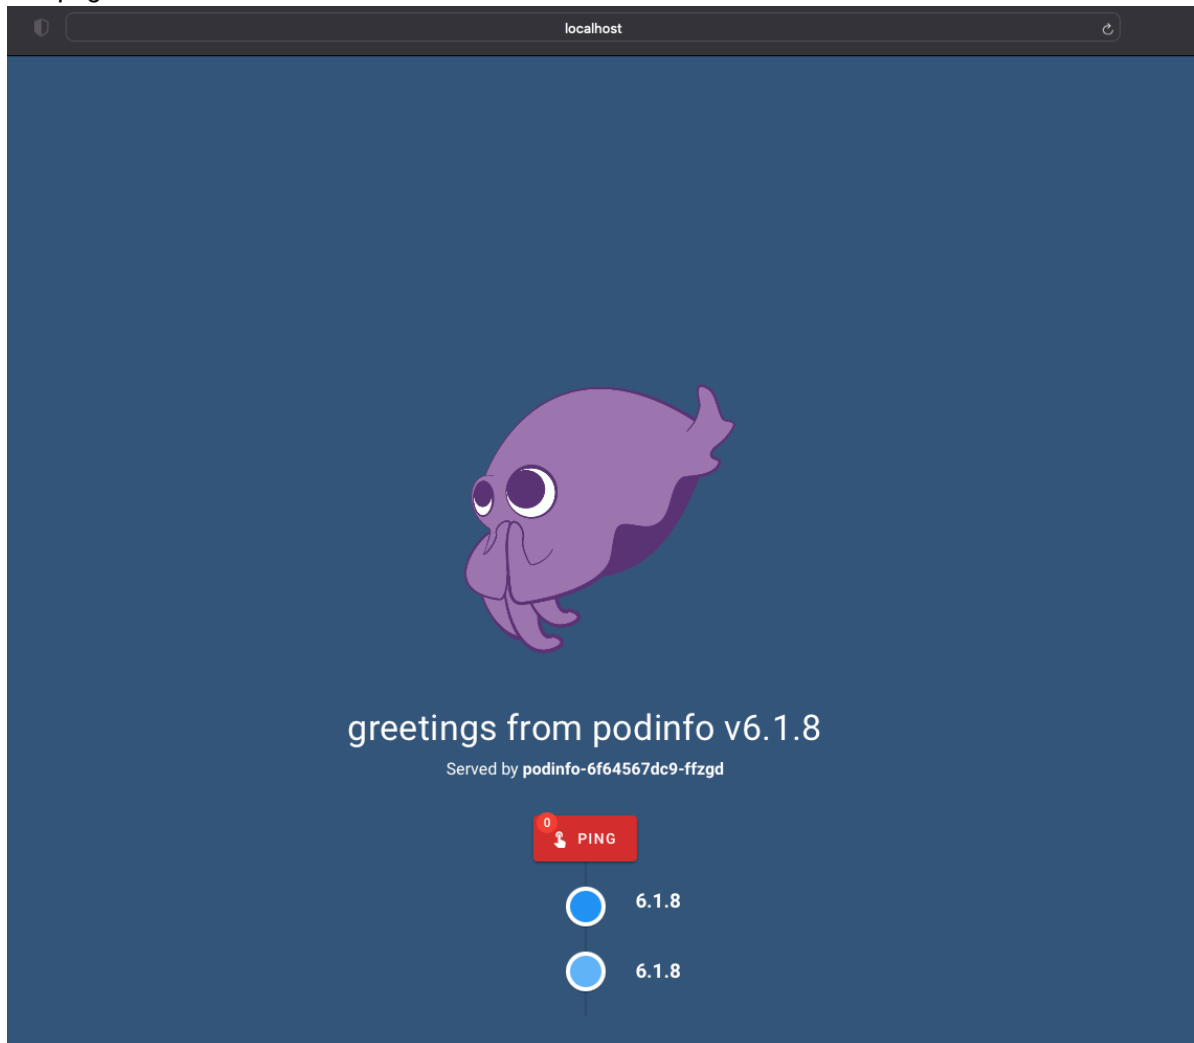 localhost
greetings from podinfo v6.1.8
Served by podinfo-6f64567dc9-ffzgd
0
PING
6.1.8
6.1.8